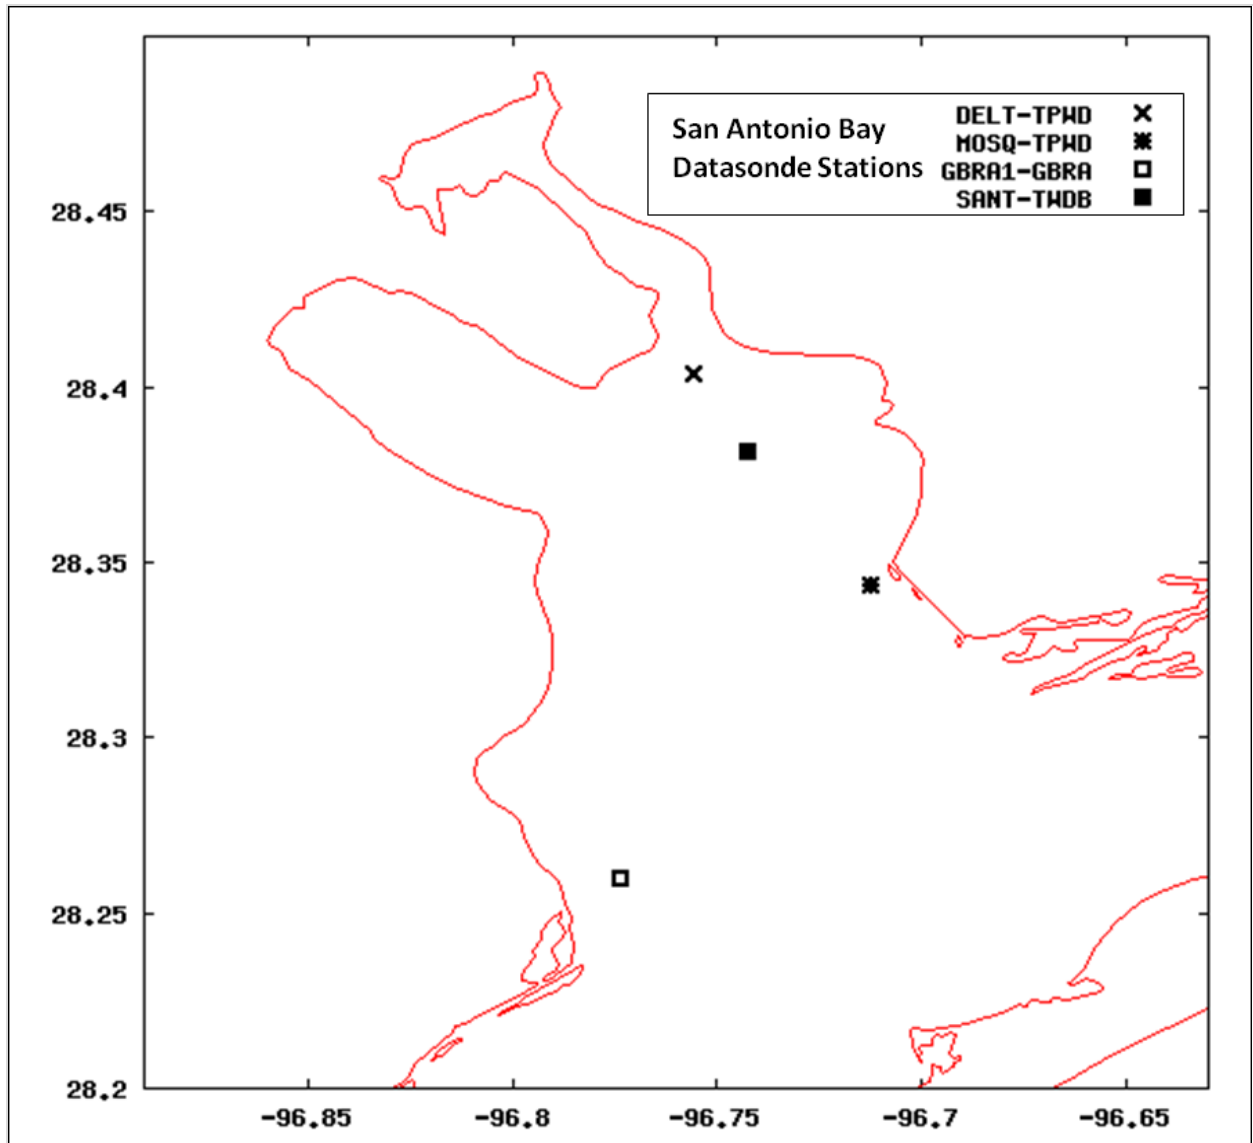 San Antonio Bay
Datasonde Stations
DELT-TPWD
MOSQ-TPWD
GBRA1-GBRA
SANT-TWDB
28.45
28.4
28.35
28.3
28.25
28.2
-96.85 -96.8 -96.75 -96.7 -96.65